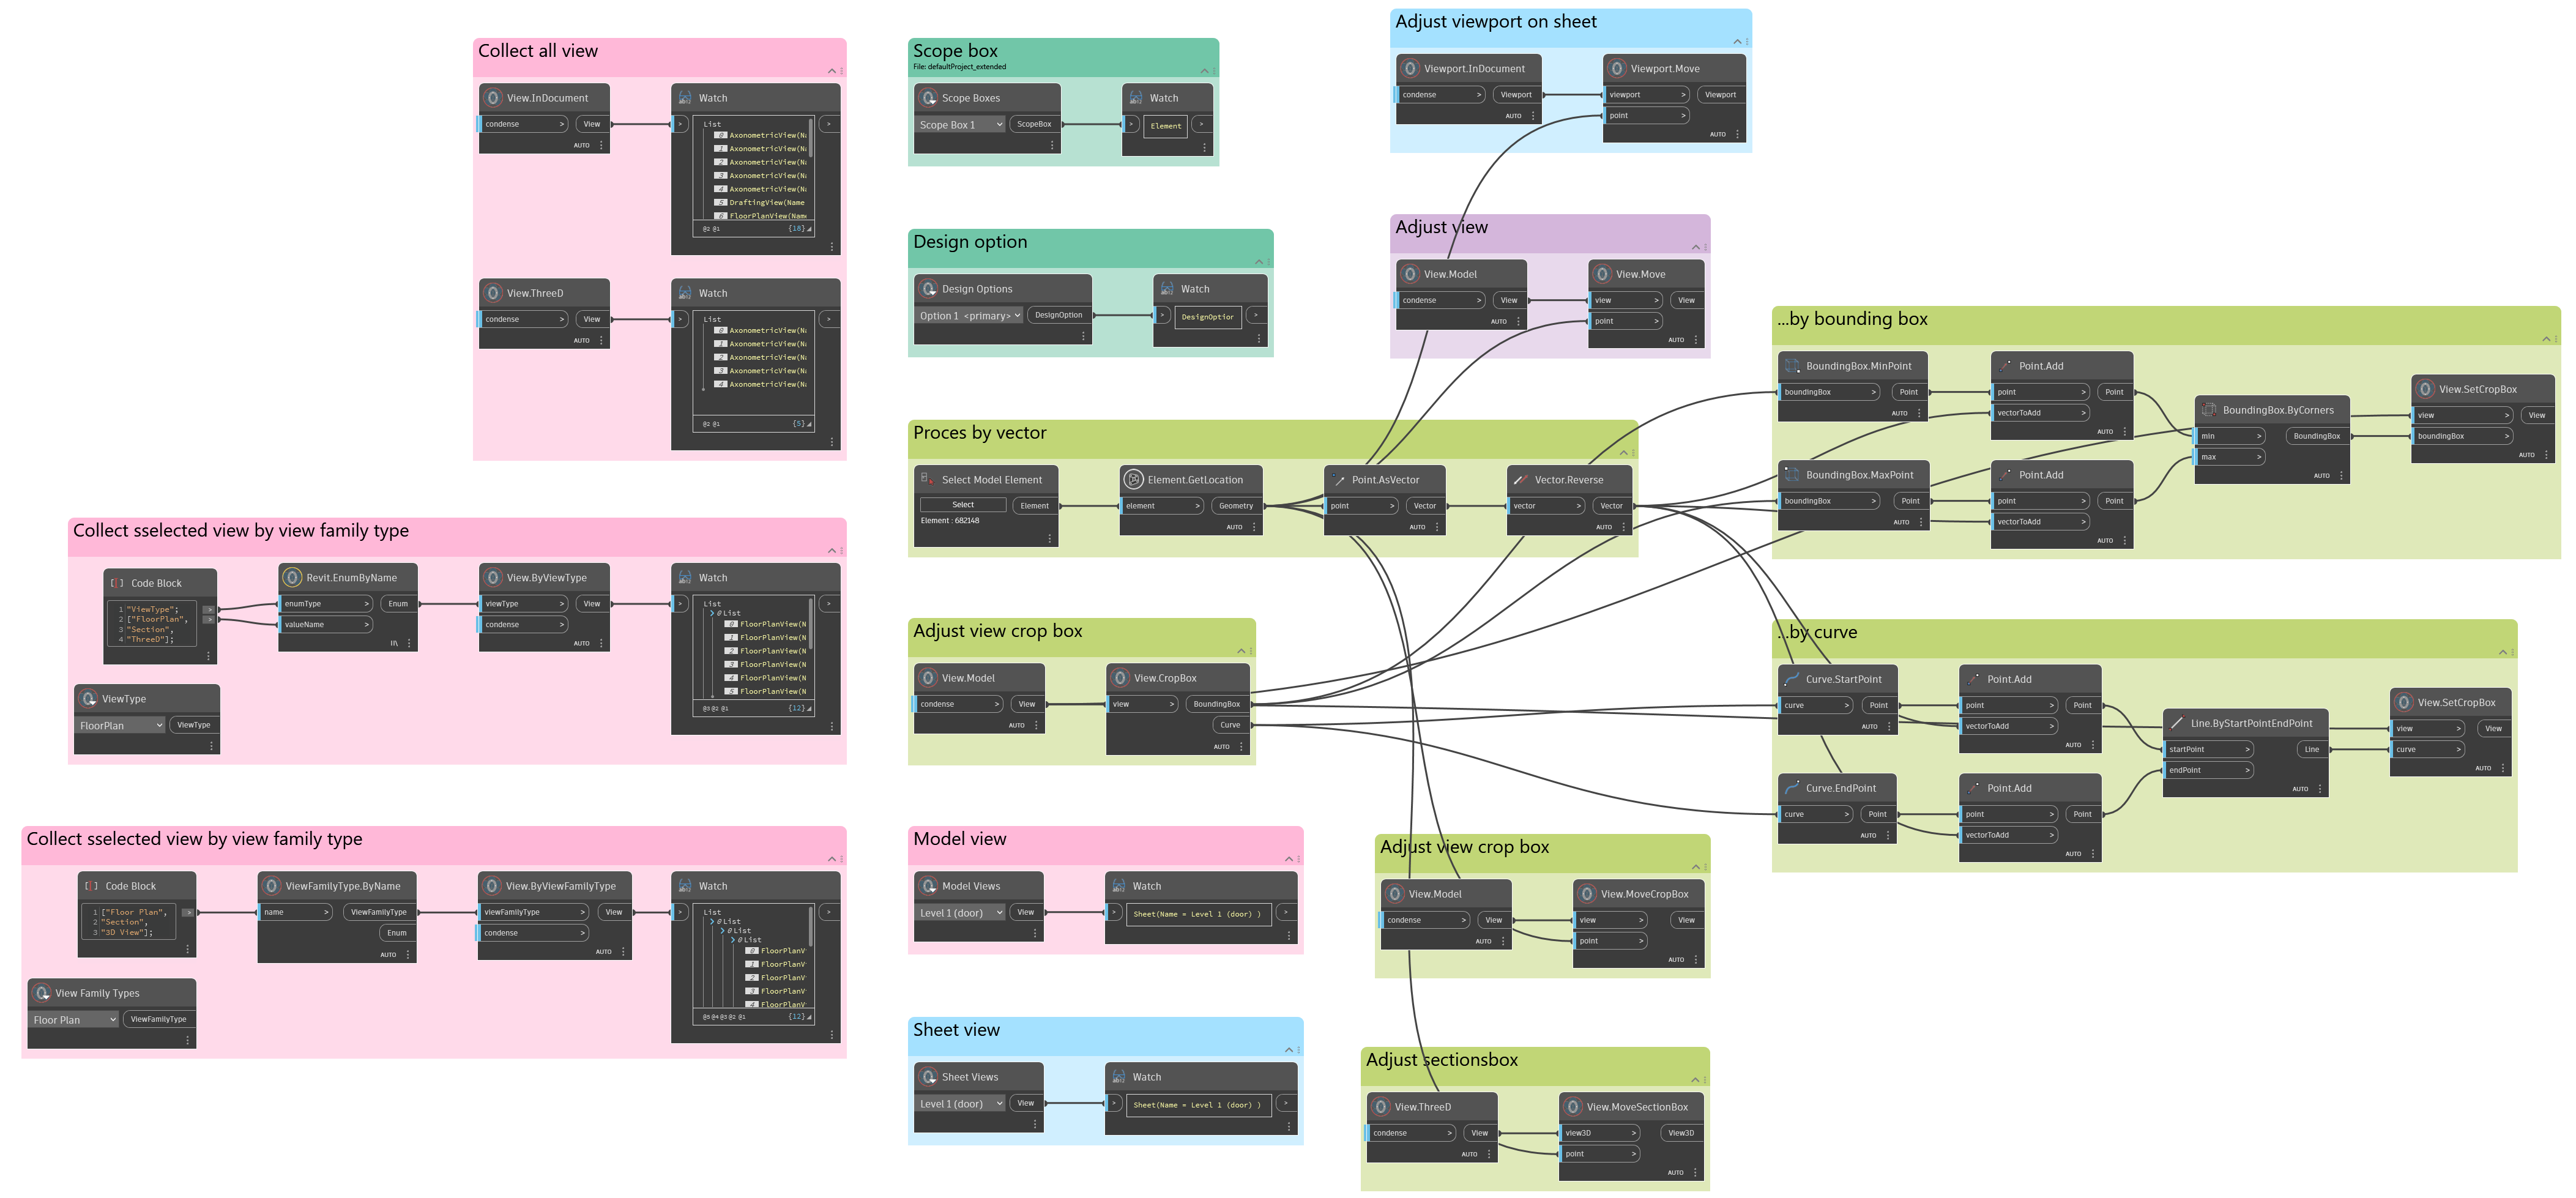 Collect all view
View.InDocument
condense >
View
AUTO
Watch
>
List
0 AxonometricView(Na
1 AxonometricView(Na
2 AxonometricView(Na
3 AxonometricView(Na
4 AxonometricView(Na
5 DraftingView(Name
6 FloorPlanView(Name
@2 @1
{18}
>
View.ThreeD
condense >
View
AUTO
Watch
>
List
0 AxonometricView(Na
1 AxonometricView(Na
2 AxonometricView(Na
3 AxonometricView(Na
4 AxonometricView(Na
@2 @1
{5}
>
Collect sselected view by view family type
Code Block
1 "ViewType";
2 ["FloorPlan",
3 "Section",
4 "ThreeD"];
>
>
Revit.EnumByName
enumType >
Enum
valueName >
View.ByViewType
viewType >
View
condense >
AUTO
Watch
>
List
0 List
0 FloorPlanView(N
1 FloorPlanView(N
2 FloorPlanView(N
3 FloorPlanView(N
4 FloorPlanView(N
5 FloorPlanView(N
@3 @2 @1
{12}
>
ViewType
FloorPlan
ViewType
Collect sselected view by view family type
Code Block
1 ["Floor Plan",
2 "Section",
3 "3D View"];
>
ViewFamilyType.ByName
name >
ViewFamilyType
Enum
AUTO
View.ByViewFamilyType
viewFamilyType >
View
condense >
AUTO
Watch
>
List
0 List
0 List
0 List
0 FloorPlanV
1 FloorPlanV
2 FloorPlanV
3 FloorPlanV
4 FloorPlanV
@5 @4 @3 @2 @1
{12}
>
View Family Types
Floor Plan
ViewFamilyType
Scope box
File: defaultProject_extended
Scope Boxes
Scope Box 1
ScopeBox
Watch
>
Element
>
Design option
Design Options
Option 1 <primary>
DesignOption
Watch
>
DesignOptior
>
Proces by vector
Select Model Element
Select
Element
Element : 682148
Element.GetLocation
element >
Geometry
AUTO
Point.AsVector
point >
Vector
AUTO
Vector.Reverse
vector >
Vector
AUTO
Adjust view crop box
View.Model
condense >
View
AUTO
View.CropBox
view >
BoundingBox
Curve
AUTO
Model view
Model Views
Level 1 (door)
View
Watch
>
Sheet(Name = Level 1 (door) )
>
Sheet view
Sheet Views
Level 1 (door)
View
Watch
>
Sheet(Name = Level 1 (door) )
>
Adjust viewport on sheet
Viewport.InDocument
condense >
Viewport
AUTO
Viewport.Move
viewport >
Viewport
point >
AUTO
Adjust view
View.Model
condense >
View
AUTO
View.Move
view >
View
point >
AUTO
Adjust view crop box
View.Model
condense >
View
AUTO
View.MoveCropBox
view >
View
point >
AUTO
Adjust sectionsbox
View.ThreeD
condense >
View
AUTO
View.MoveSectionBox
view3D >
View3D
point >
AUTO
...by bounding box
BoundingBox.MinPoint
boundingBox >
Point
AUTO
Point.Add
point >
Point
vectorToAdd >
AUTO
BoundingBox.MaxPoint
boundingBox >
Point
AUTO
Point.Add
point >
Point
vectorToAdd >
AUTO
BoundingBox.ByCorners
min >
BoundingBox
max >
AUTO
View.SetCropBox
view >
View
boundingBox >
AUTO
...by curve
Curve.StartPoint
curve >
Point
AUTO
Point.Add
point >
Point
vectorToAdd >
AUTO
Curve.EndPoint
curve >
Point
AUTO
Point.Add
point >
Point
vectorToAdd >
AUTO
Line.ByStartPointEndPoint
startPoint >
Line
endPoint >
AUTO
View.SetCropBox
view >
View
curve >
AUTO